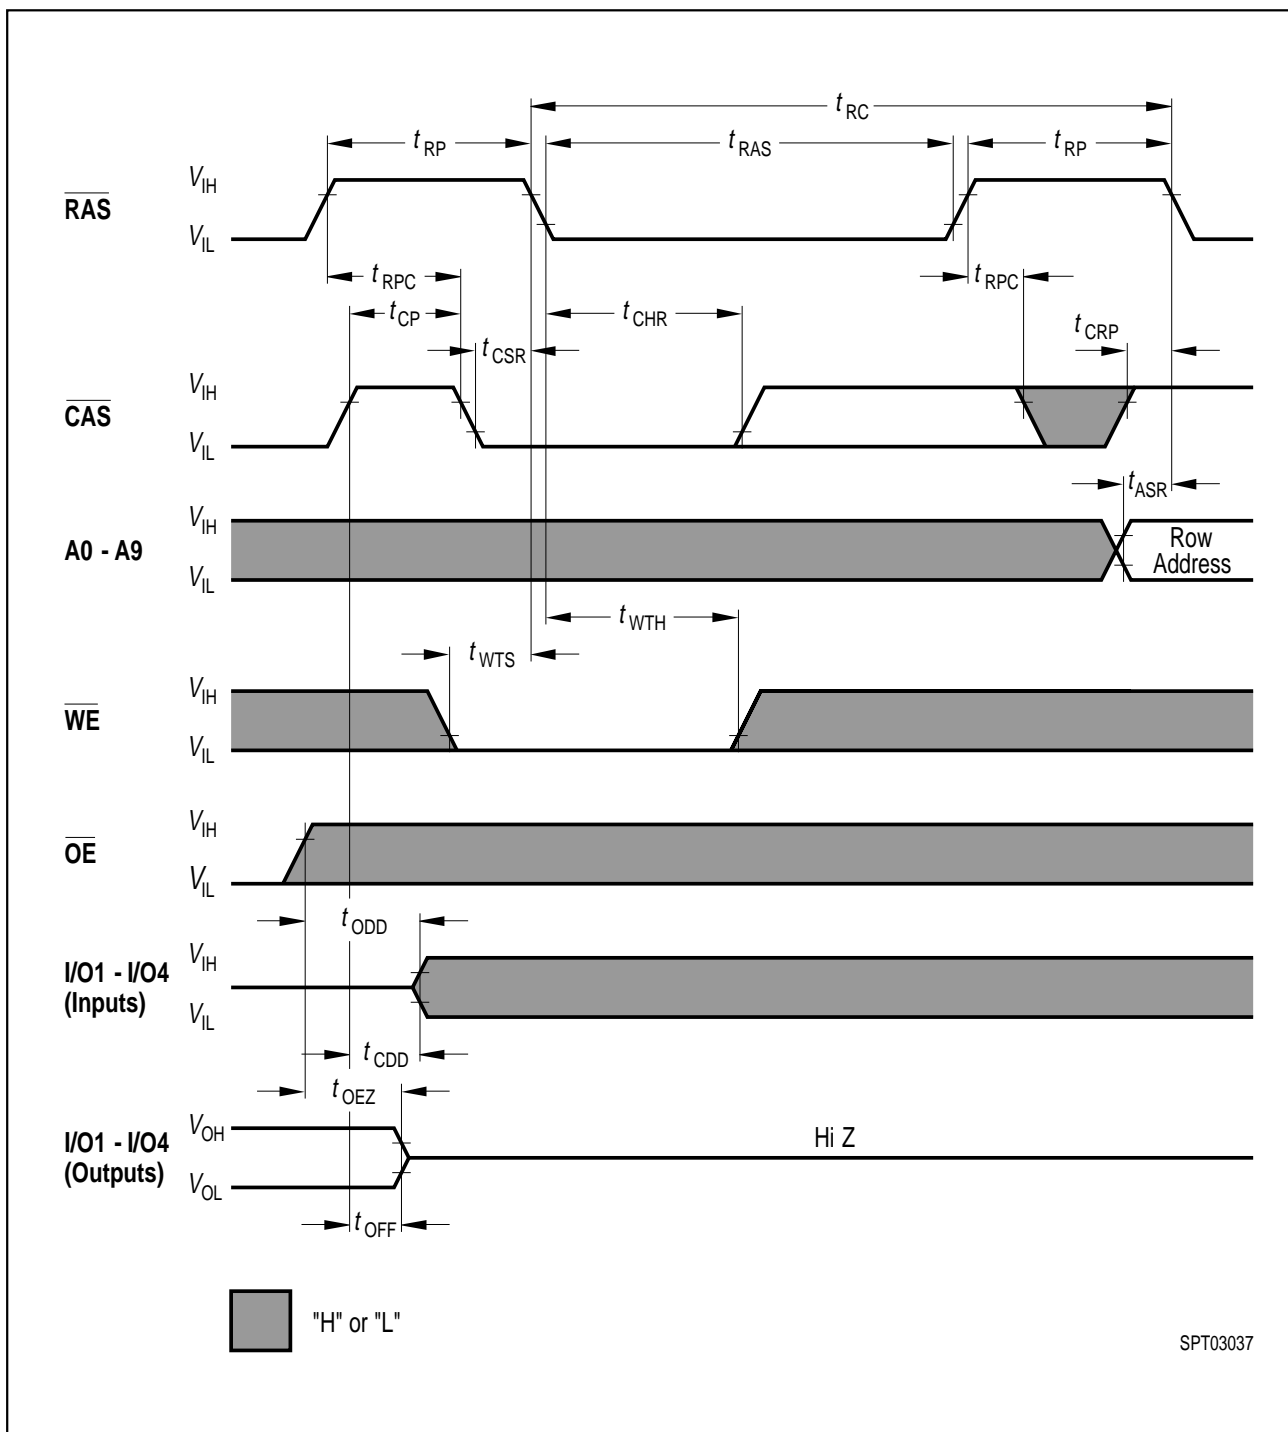 tRC
tRP tRAS tRP
RAS VIH
VIL
tRPC tRPC
tCP tCHR tCRP
tCSR
CAS VIH
VIL
tASR
A0 - A9 VIH Row
Address
VIL
tWTH
tWTS
WE VIH
VIL
OE VIH
VIL
tODD
I/O1 - I/O4 VIH
(Inputs) VIL
tCDD
tOEZ
I/O1 - I/O4 VOH Hi Z
(Outputs) VOL
tOFF
"H" or "L"
SPT03037